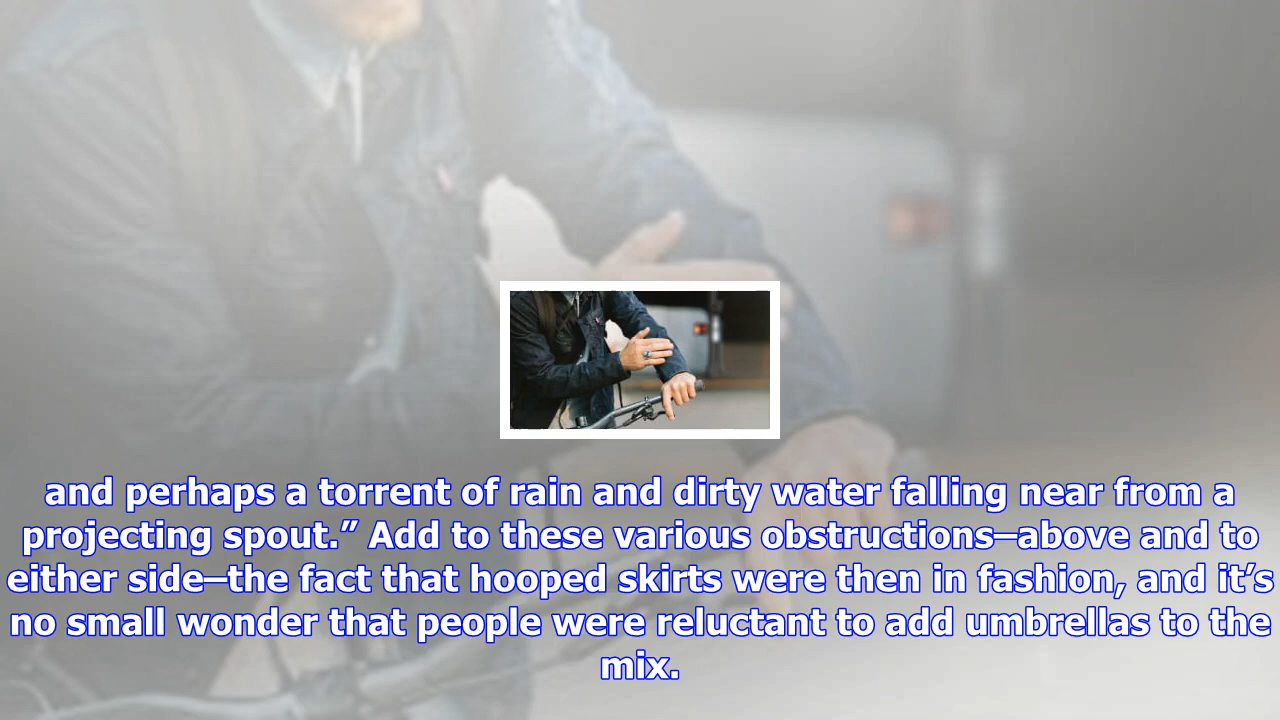 and perhaps a torrent of rain and dirty water falling near from a
projecting spout.” Add to these various obstructions—above and to
either side—the fact that hooped skirts were then in fashion, and it’s
no small wonder that people were reluctant to add umbrellas to the
mix.